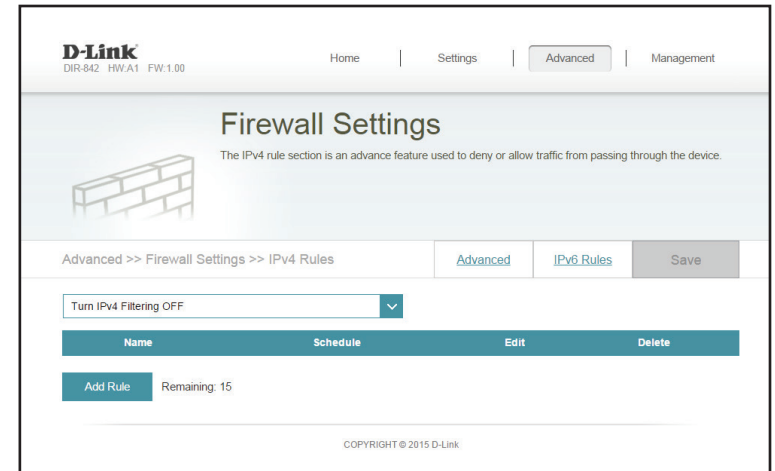 D-Link
DIR-842 HW:A1 FW:1.00
Home Settings Advanced Management
Firewall Settings
The IPv4 rule section is an advance feature used to deny or allow traffic from passing through the device.
Advanced >> Firewall Settings >> IPv4 Rules
Advanced IPv6 Rules Save
Turn IPv4 Filtering OFF
Name Schedule Edit Delete
Add Rule Remaining: 15
COPYRIGHT © 2015 D-Link